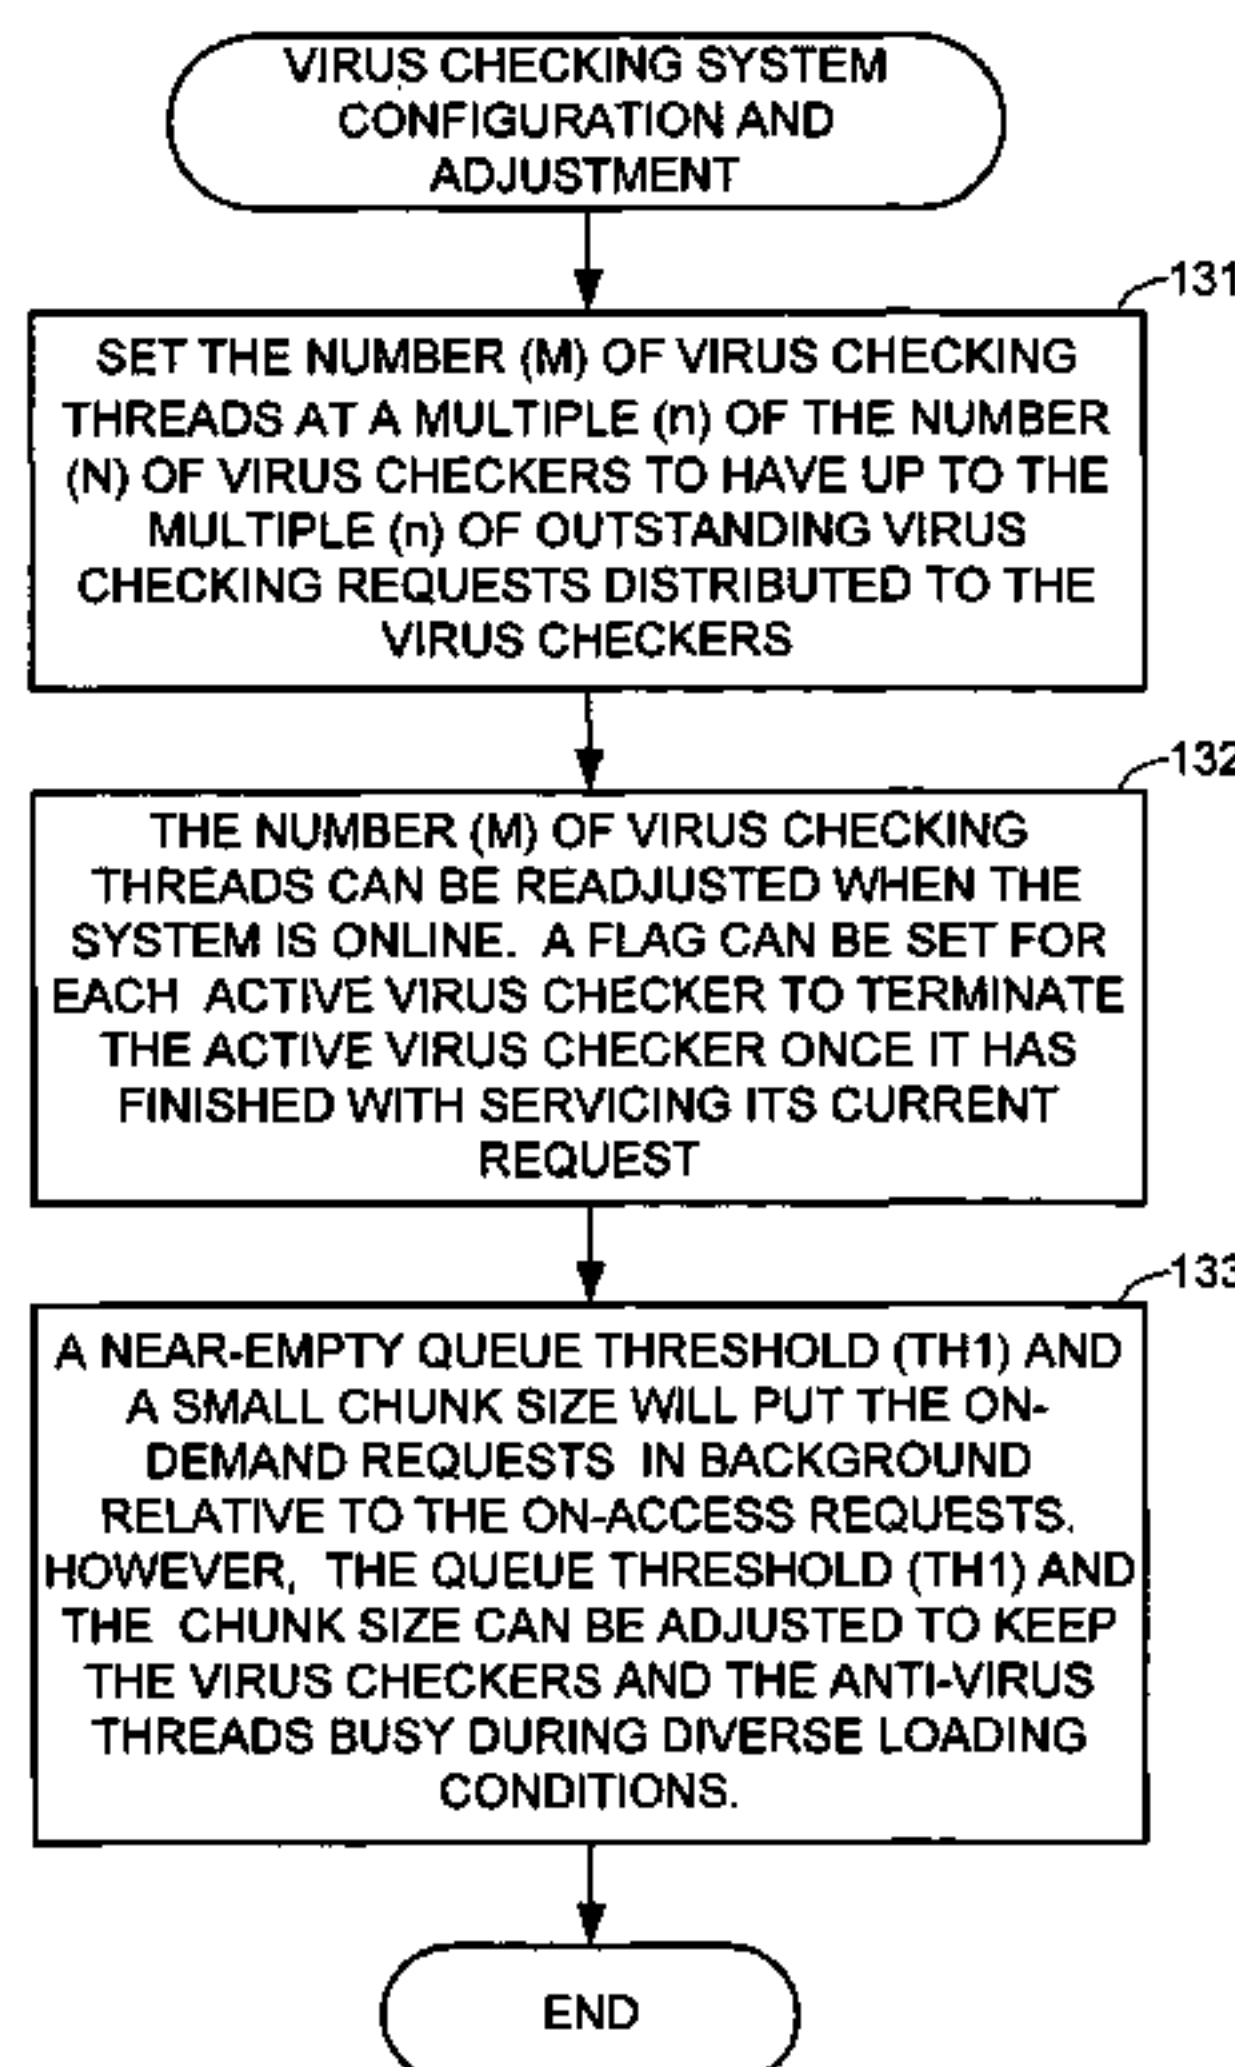 VIRUS CHECKING SYSTEM
CONFIGURATION AND
ADJUSTMENT
131
SET THE NUMBER (M) OF VIRUS CHECKING
THREADS AT A MULTIPLE (n) OF THE NUMBER
(N) OF VIRUS CHECKERS TO HAVE UP TO THE
MULTIPLE (n) OF OUTSTANDING VIRUS
CHECKING REQUESTS DISTRIBUTED TO THE
VIRUS CHECKERS
132
THE NUMBER (M) OF VIRUS CHECKING
THREADS CAN BE READJUSTED WHEN THE
SYSTEM IS ONLINE. A FLAG CAN BE SET FOR
EACH ACTIVE VIRUS CHECKER TO TERMINATE
THE ACTIVE VIRUS CHECKER ONCE IT HAS
FINISHED WITH SERVICING ITS CURRENT
REQUEST
133
A NEAR-EMPTY QUEUE THRESHOLD (TH1) AND
A SMALL CHUNK SIZE WILL PUT THE ON-
DEMAND REQUESTS IN BACKGROUND
RELATIVE TO THE ON-ACCESS REQUESTS.
HOWEVER, THE QUEUE THRESHOLD (TH1) AND
THE CHUNK SIZE CAN BE ADJUSTED TO KEEP
THE VIRUS CHECKERS AND THE ANTI-VIRUS
THREADS BUSY DURING DIVERSE LOADING
CONDITIONS.
END